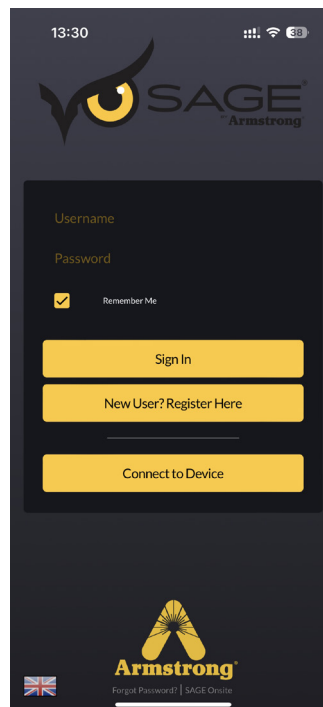 13:30
38
SAGE®
BY Armstrong
Username
Password
Remember Me
Sign In
New User? Register Here
Connect to Device
Armstrong®
Forgot Password? | SAGE Onsite